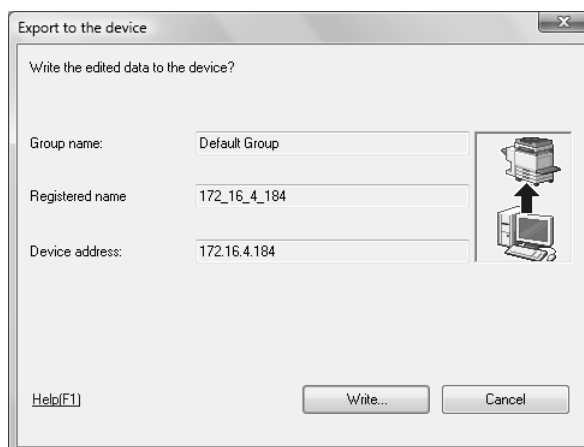 Export to the device
Write the edited data to the device?
Group name: Default Group
Registered name 172_16_4_184
Device address: 172.16.4.184
Help(F1) Write... Cancel